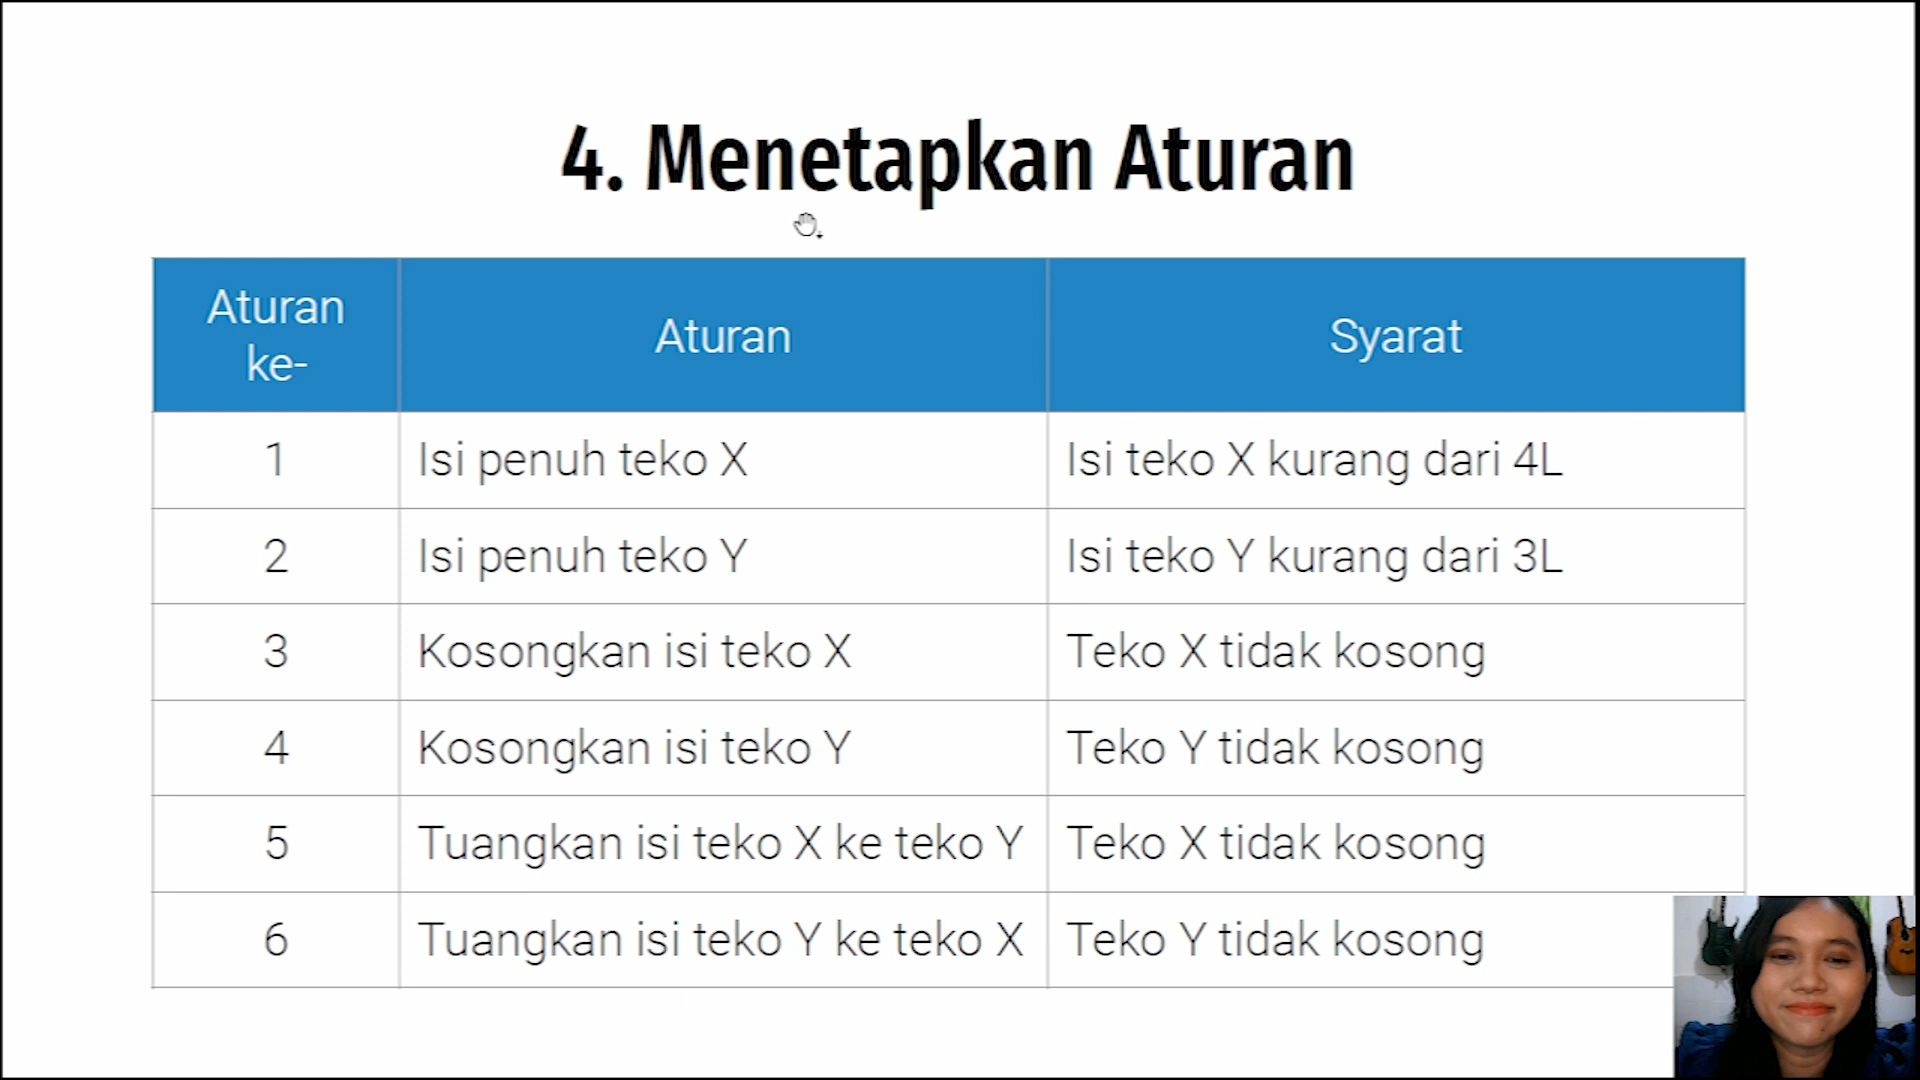 4. Menetapkan Aturan
Aturan
ke-
Aturan
Syarat
1
Isi penuh teko X
Isi teko X kurang dari 4L
2
Isi penuh teko Y
Isi teko Y kurang dari 3L
3
Kosongkan isi teko X
Teko X tidak kosong
4
Kosongkan isi teko Y
Teko Y tidak kosong
5
Tuangkan isi teko X ke teko Y
Teko X tidak kosong
6
Tuangkan isi teko Y ke teko X
Teko Y tidak kosong